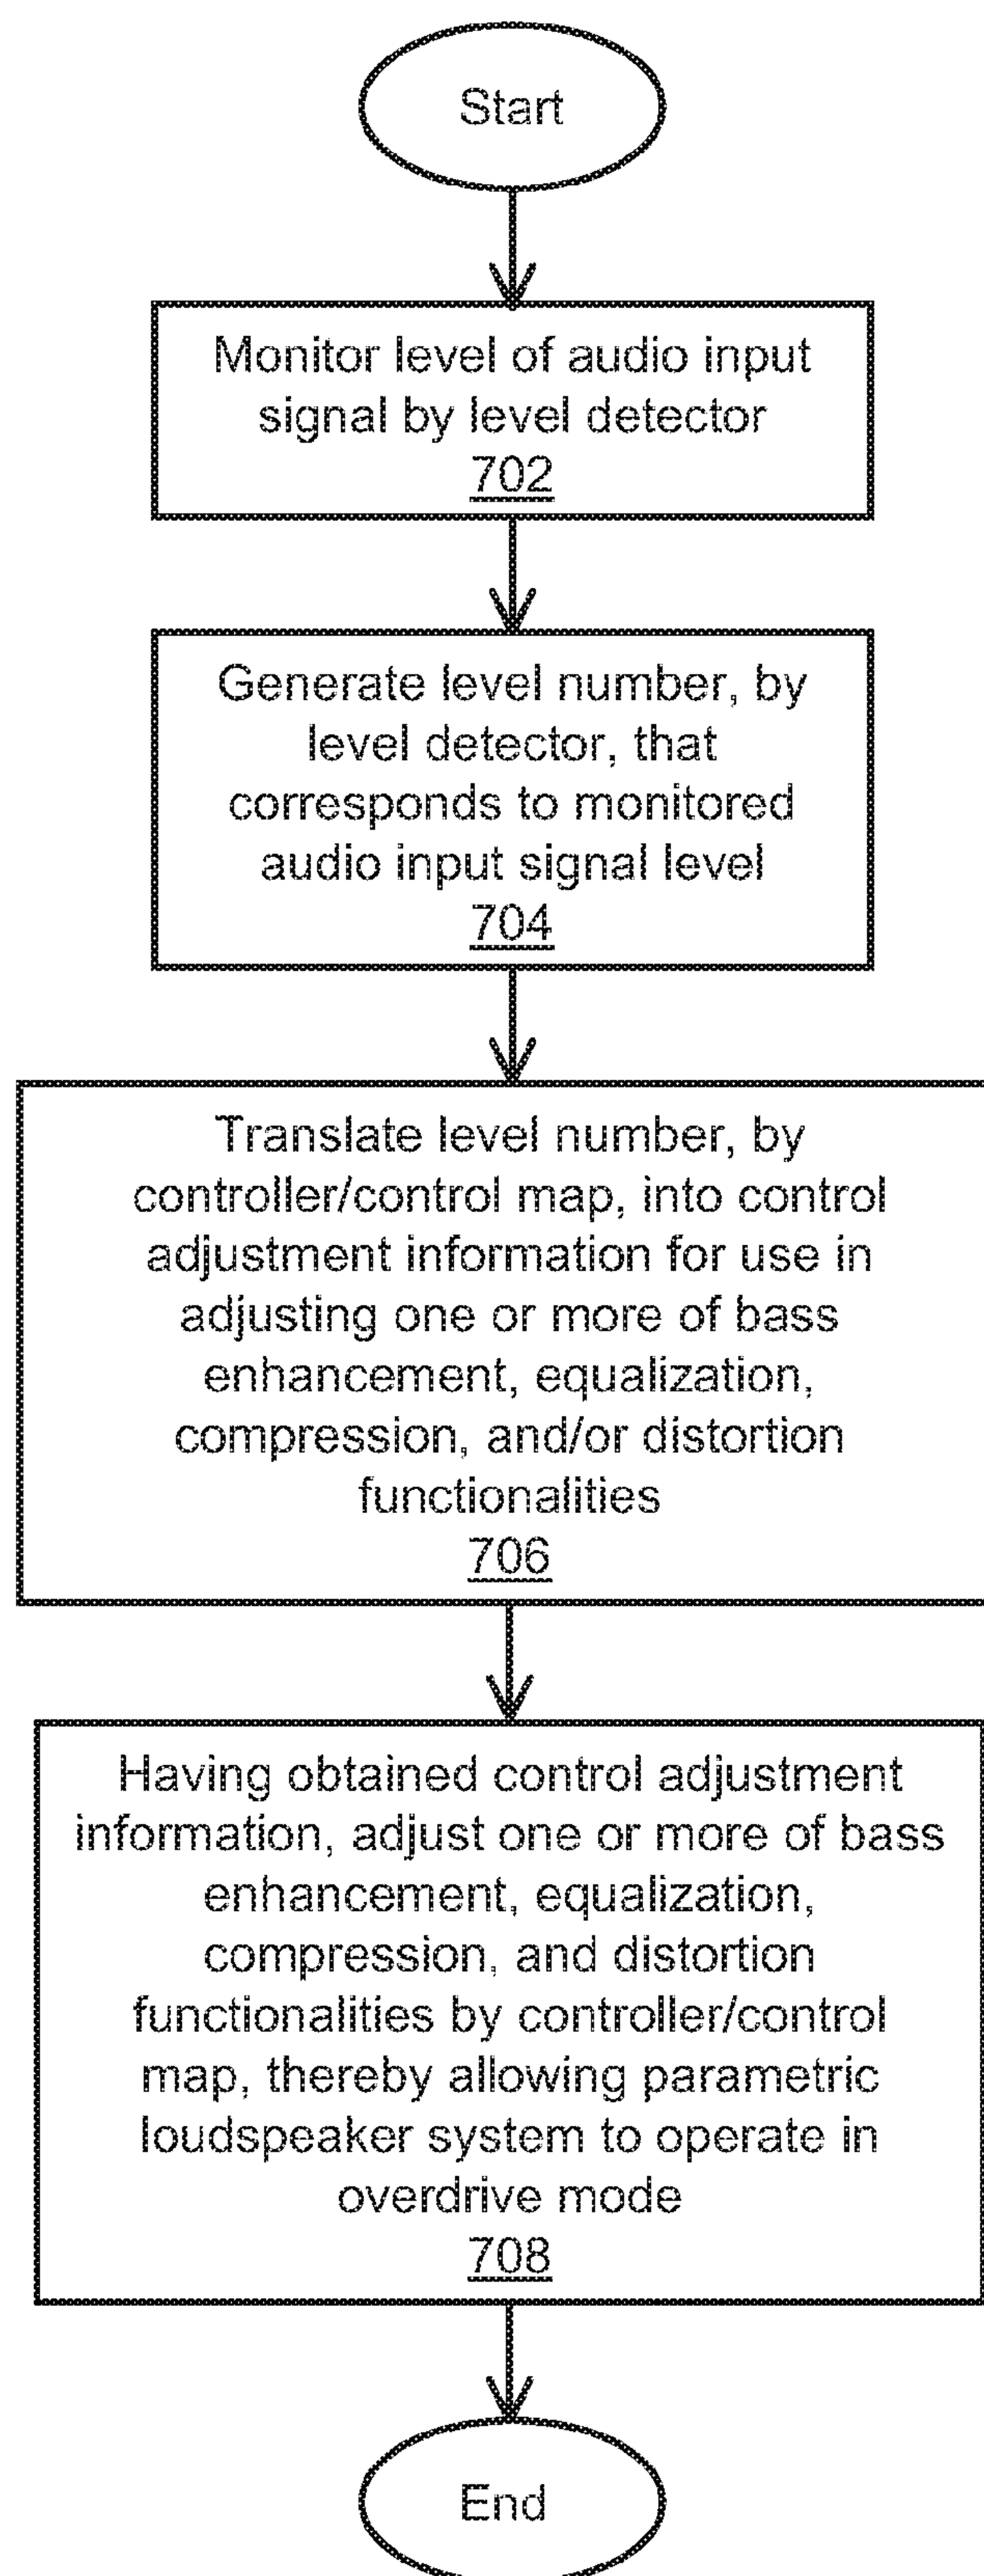 Start
Monitor level of audio input
signal by level detector
702
Generate level number, by
level detector, that
corresponds to monitored
audio input signal level
704
Translate level number, by
controller/control map, into control
adjustment information for use in
adjusting one or more of bass
enhancement, equalization,
compression, and/or distortion
functionalities
706
Having obtained control adjustment
information, adjust one or more of bass
enhancement, equalization,
compression, and distortion
functionalities by controller/control
map, thereby allowing parametric
loudspeaker system to operate in
overdrive mode
708
End